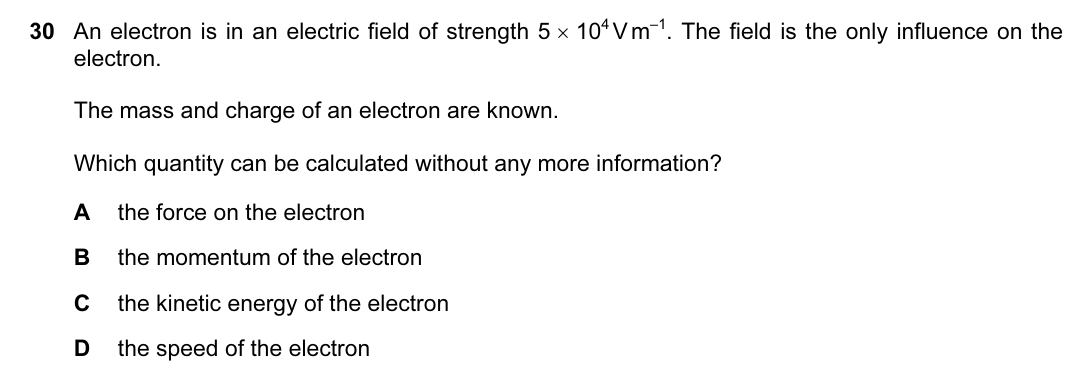 30 An electron is in an electric field of strength 5 × 10⁴ V m⁻¹. The field is the only influence on the
electron.
The mass and charge of an electron are known.
Which quantity can be calculated without any more information?
A the force on the electron
B the momentum of the electron
C the kinetic energy of the electron
D the speed of the electron